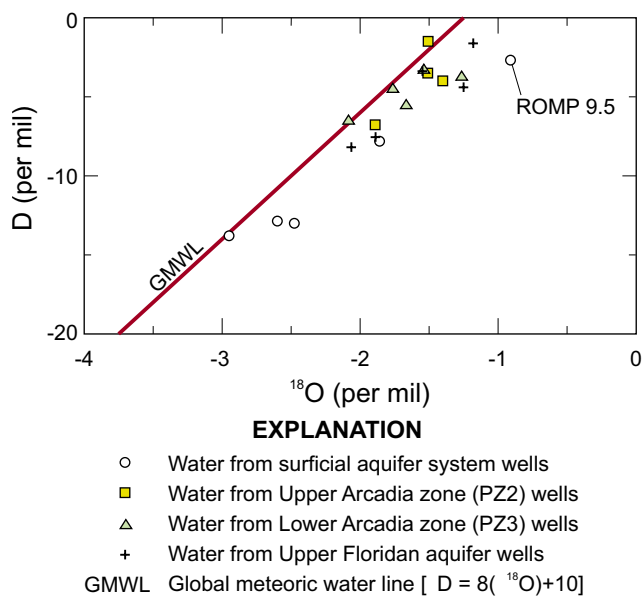 0
-10
-20
D (per mil)
GMWL
ROMP 9.5
-4 -3 -2 -1 0
18O (per mil)
EXPLANATION
Water from surficial aquifer system wells
Water from Upper Arcadia zone (PZ2) wells
Water from Lower Arcadia zone (PZ3) wells
Water from Upper Floridan aquifer wells
GMWL Global meteoric water line [ D = 8( 18O)+10]